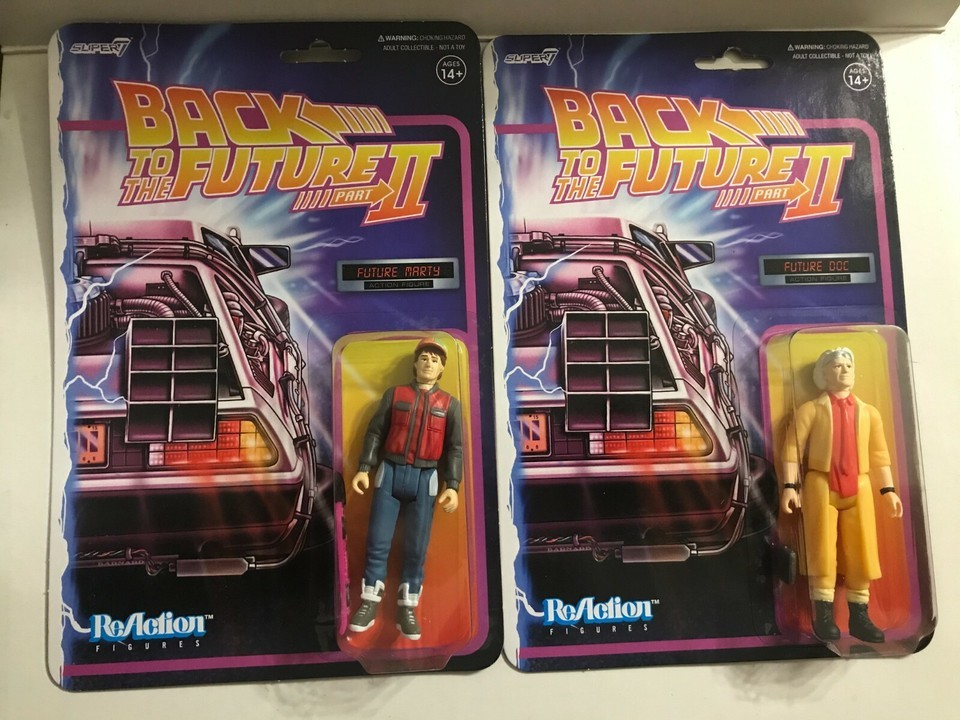 SUPER7
⚠WARNING: CHOKING HAZARD
ADULT COLLECTIBLE - NOT A TOY
AGES
14+
BACK
TO THE FUTURE
PART II
FUTURE MARTY
ACTION FIGURE
ReAction™
FIGURES
SUPER7
⚠WARNING: CHOKING HAZARD
ADULT COLLECTIBLE - NOT A TOY
AGES
14+
BACK
TO THE FUTURE
PART II
FUTURE DOC
ACTION FIGURE
ReAction™
FIGURES